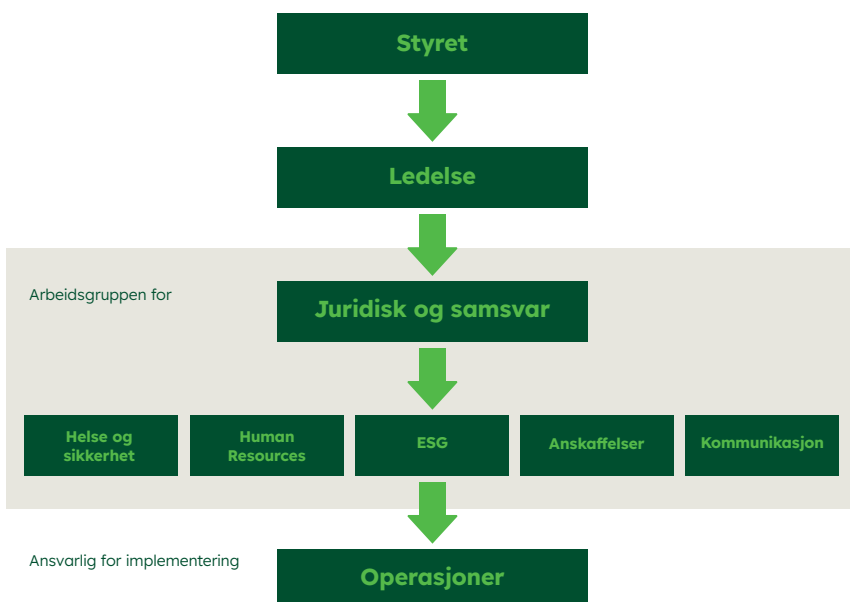 Styret
Ledelse
Arbeidsgruppen for
Juridisk og samsvar
Helse og
sikkerhet
Human
Resources
ESG
Anskaffelser
Kommunikasjon
Ansvarlig for implementering
Operasjoner